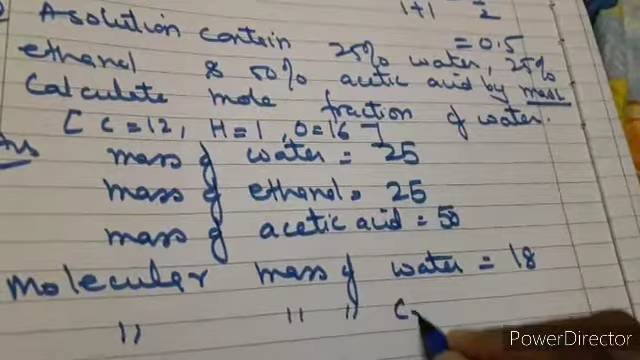 1+1 2
= 0.5
A solution contain 25% water, 25%
ethanol & 50% acetic acid by mass
Calculate mole fraction of water.
[ C = 12, H = 1, O = 16 ]
Ans mass of water = 25
mass of ethanol = 25
mass of acetic acid = 50
Molecular mass of water = 18
" " " C
PowerDirector